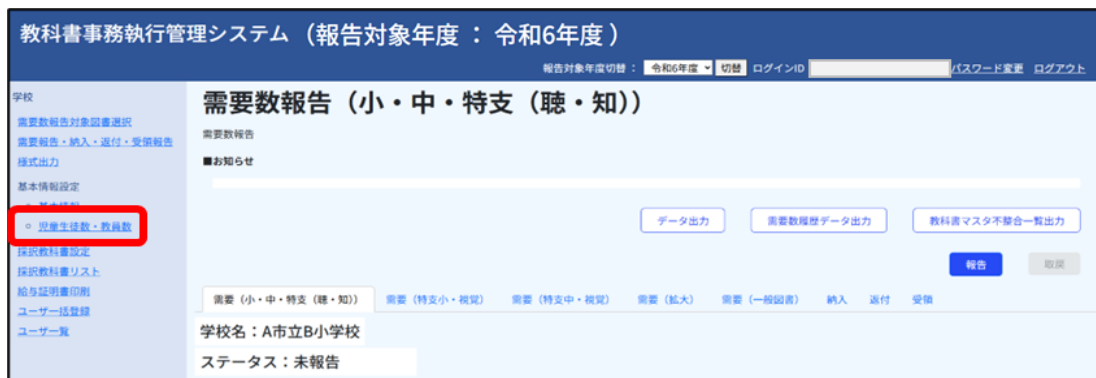 教科書事務執行管理システム（報告対象年度 ： 令和6年度 ）
報告対象年度切替 ： 令和6年度 切替 ログインID パスワード変更 ログアウト
学校
需要数報告対象図書選択
需要報告・納入・返付・受領報告
様式出力
基本情報設定
基本情報
児童生徒数・教員数
採択教科書設定
採択教科書リスト
給与証明書印刷
ユーザー括登録
ユーザ一覧
需要数報告（小・中・特支（聴・知））
需要数報告
■お知らせ
データ出力 需要数履歴データ出力 教科書マスタ不整合一覧出力
報告 取戻
需要（小・中・特支（聴・知）） 需要（特支小・視覚） 需要（特支中・視覚） 需要（拡大） 需要（一般図書） 納入 返付 受領
学校名：A市立B小学校
ステータス：未報告